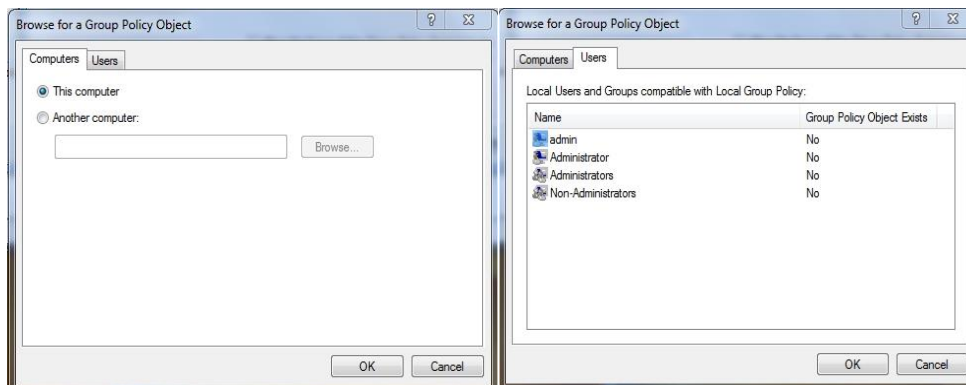 Browse for a Group Policy Object
Computers Users
This computer
Another computer:
Browse...
OK Cancel
Browse for a Group Policy Object
Computers Users
Local Users and Groups compatible with Local Group Policy:
Name Group Policy Object Exists
admin No
Administrator No
Administrators No
Non-Administrators No
OK Cancel